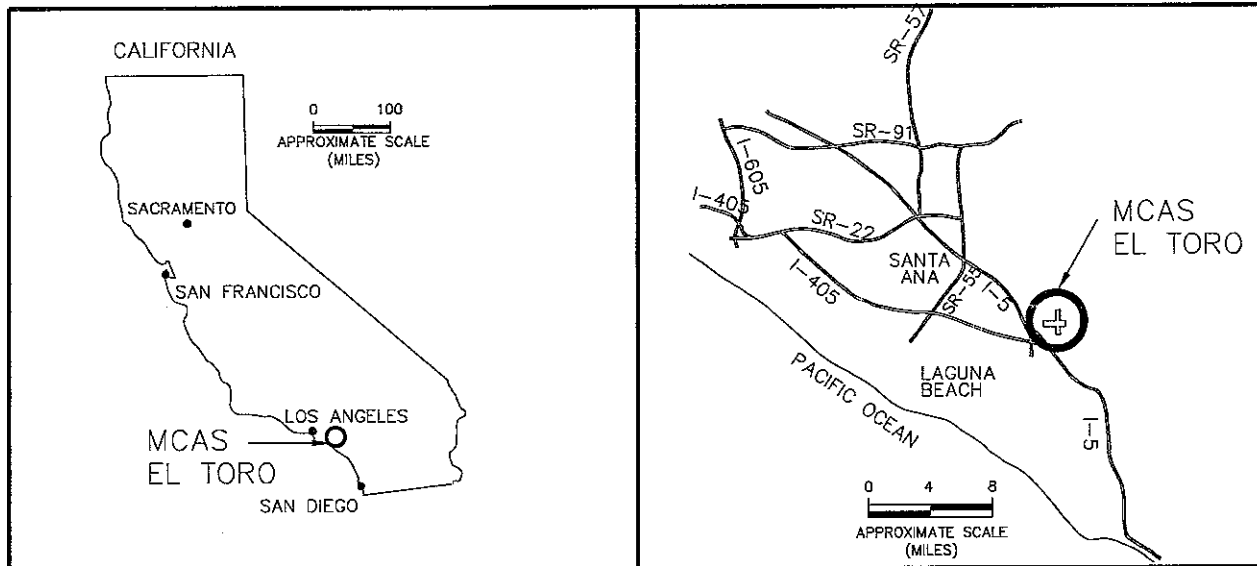 CALIFORNIA
0 100
APPROXIMATE SCALE
(MILES)
SACRAMENTO
SAN FRANCISCO
LOS ANGELES
MCAS
EL TORO
SAN DIEGO
SR-57
SR-91
I-605
I-405
SR-22
MCAS
EL TORO
SANTA
ANA
I-405
SR-55
I-5
LAGUNA
BEACH
PACIFIC OCEAN
I-5
0 4 8
APPROXIMATE SCALE
(MILES)